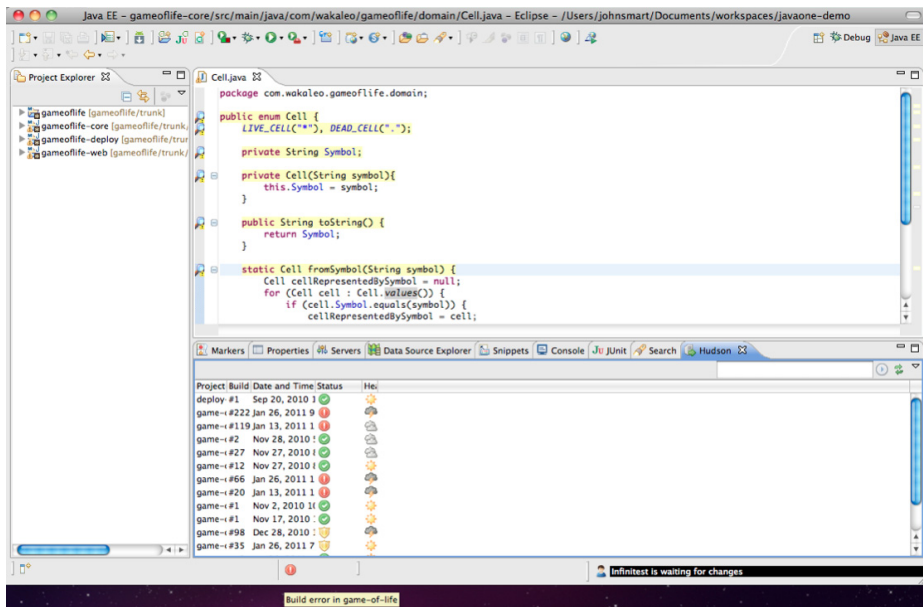 Java EE - gameoflife-core/src/main/java/com/wakaleo/gameoflife/domain/Cell.java - Eclipse - /Users/johnsmart/Documents/workspaces/javaone-demo
Debug Java EE
Project Explorer
gameoflife [gameoflife/trunk]
gameoflife-core [gameoflife/trunk,
gameoflife-deploy [gameoflife/trun
gameoflife-web [gameoflife/trunk/
Cell.java
package com.wakaleo.gameoflife.domain;
public enum Cell {
LIVE_CELL("*"), DEAD_CELL(".");
private String Symbol;
private Cell(String symbol){
this.Symbol = symbol;
}
public String toString() {
return Symbol;
}
static Cell fromSymbol(String symbol) {
Cell cellRepresentedBySymbol = null;
for (Cell cell : Cell.values()) {
if (cell.Symbol.equals(symbol)) {
cellRepresentedBySymbol = cell;
Markers Properties Servers Data Source Explorer Snippets Console JUnit Search Hudson
Project Build Date and Time Status Hea
deploy- #1 Sep 20, 2010 1
game-o #222 Jan 26, 2011 9
game-o #119 Jan 13, 2011 1
game-o #2 Nov 28, 2010
game-o #27 Nov 27, 2010
game-o #12 Nov 27, 2010
game-o #66 Jan 26, 2011 1
game-o #20 Jan 13, 2011 1
game-o #1 Nov 2, 2010 10
game-o #1 Nov 17, 2010
game-o #98 Dec 28, 2010
game-o #35 Jan 26, 2011 7
Infinitest is waiting for changes
Build error in game-of-life